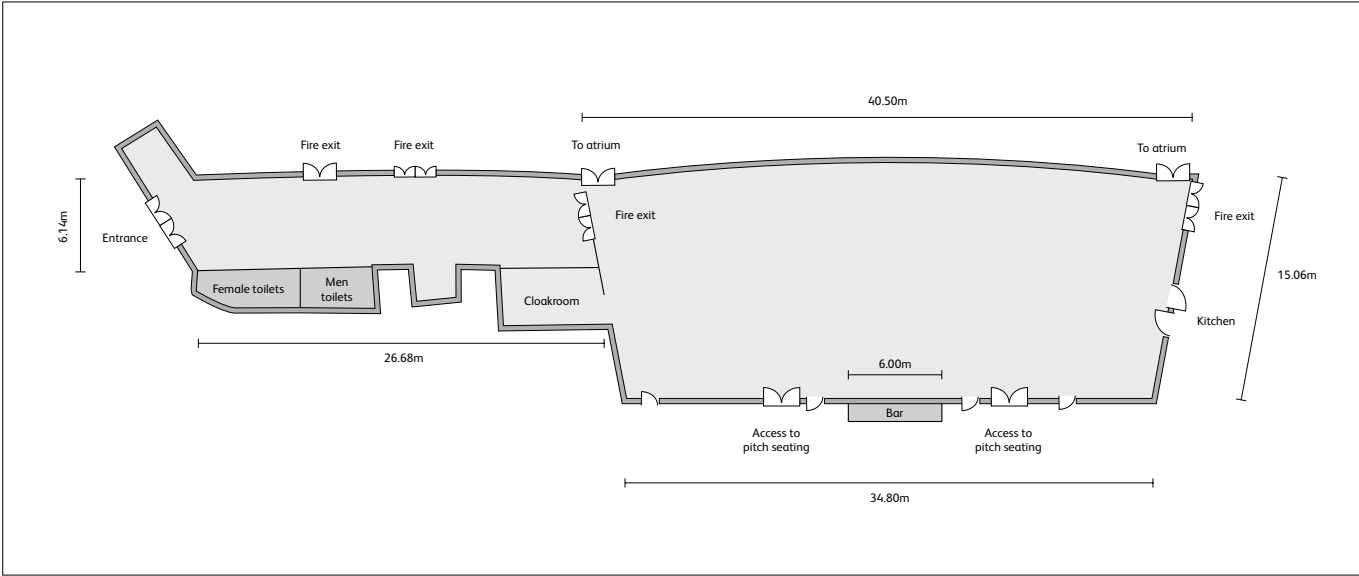 40.50m
Fire exit
Fire exit
To atrium
To atrium
6.14m
Entrance
Fire exit
Fire exit
15.06m
Female toilets
Men
toilets
Cloakroom
Kitchen
26.68m
6.00m
Bar
Access to
pitch seating
Access to
pitch seating
34.80m